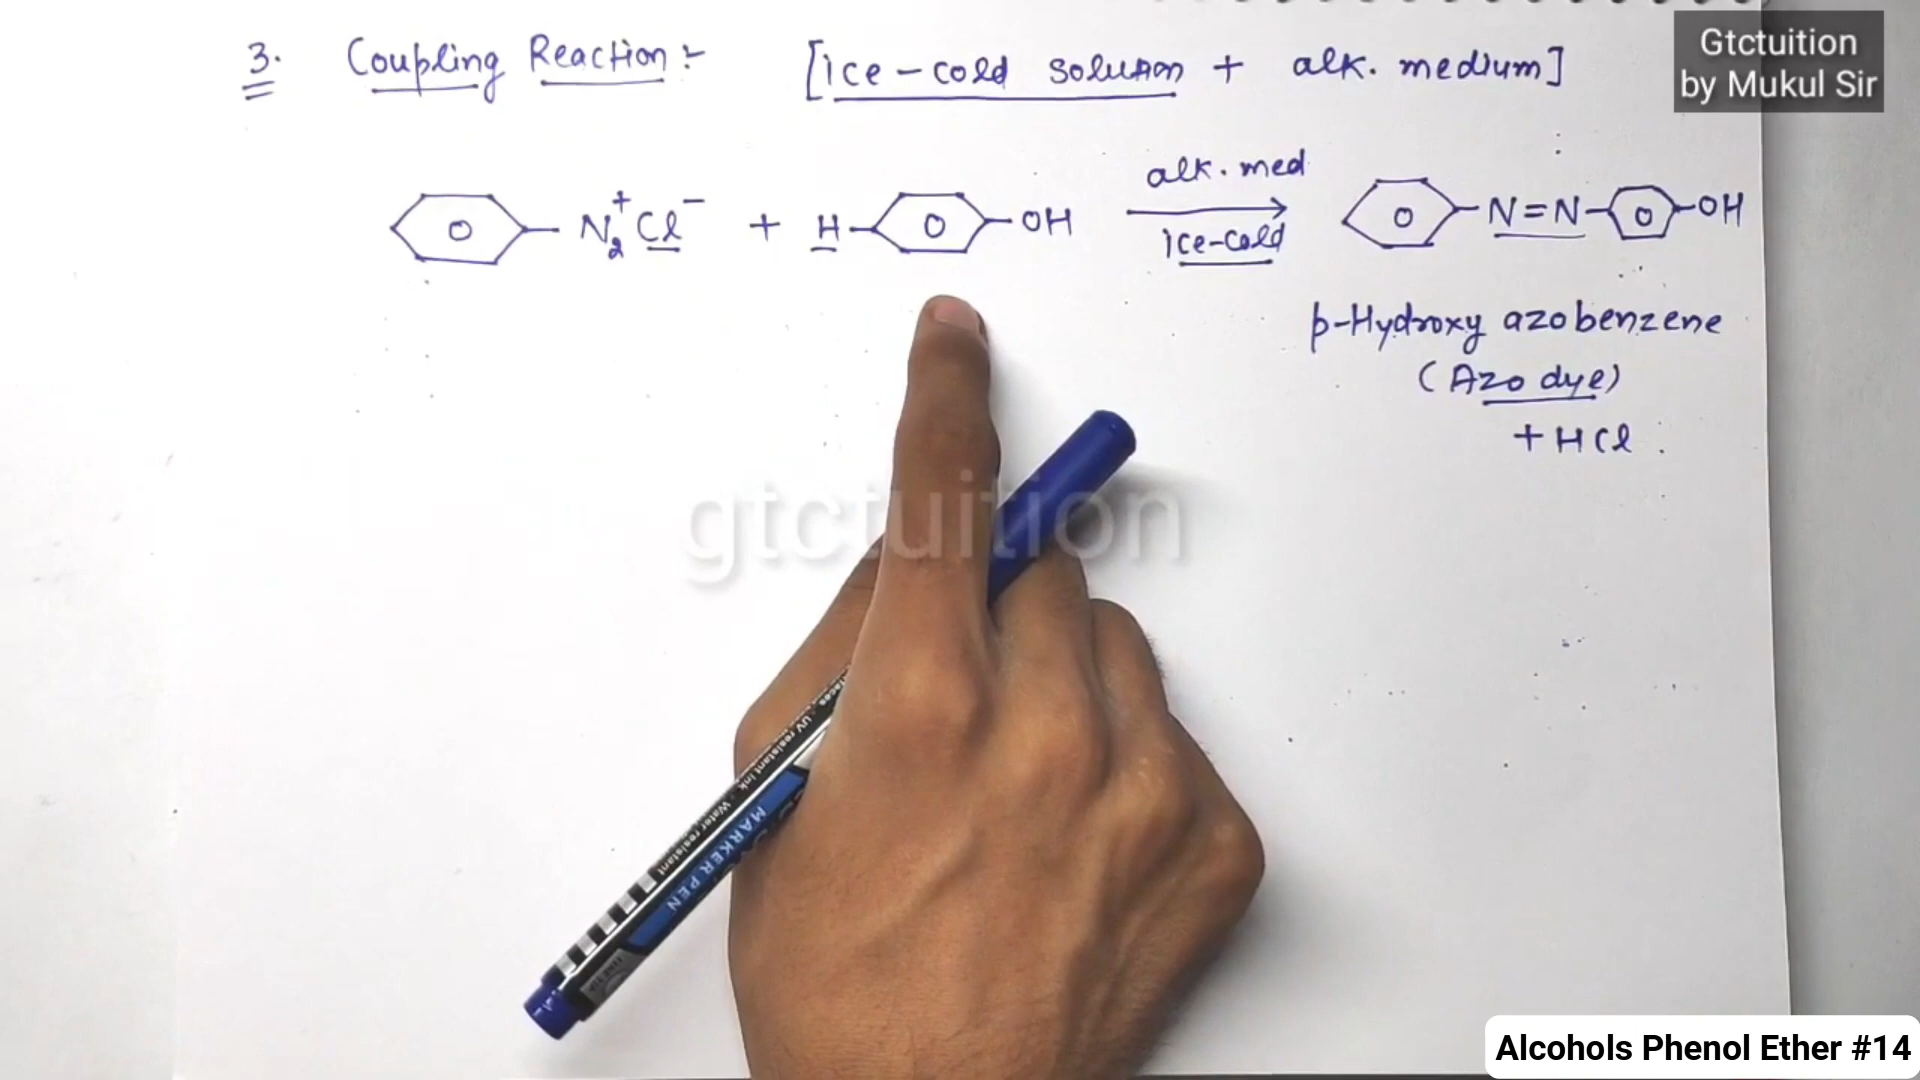 3. Coupling Reaction :- [ice-cold solution + alk. medium]
Gtctuition
by Mukul Sir
alk. med
N₂⁺Cl⁻ + H OH N=N OH
ice-cold
p-Hydroxy azobenzene
(Azo dye)
+ HCl
gtctuition
UV resistant ink · Water resistant
MARKER PEN
Alcohols Phenol Ether #14